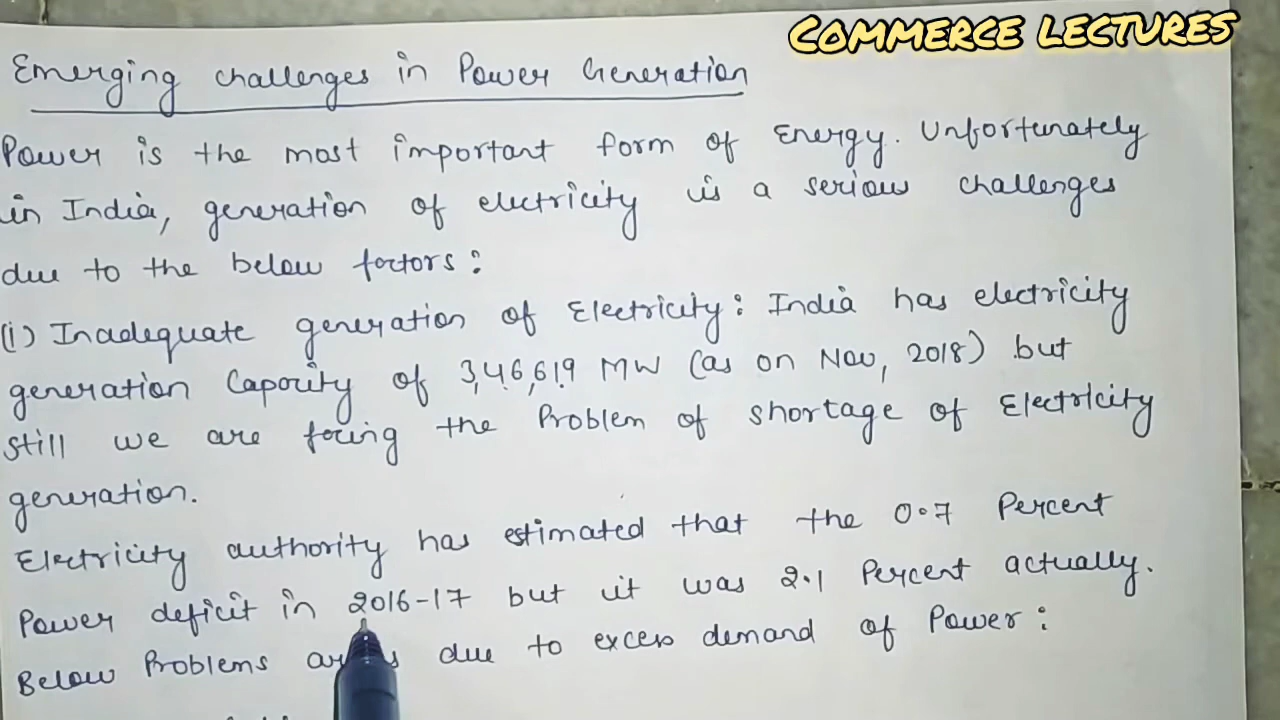 COMMERCE LECTURES
Emerging challenges in Power Generation
Power is the most important form of Energy. Unfortunately
in India, generation of electricity is a serious challenges
due to the below factors:
(i) Inadequate generation of Electricity: India has electricity
generation Capacity of 3,46,619 MW (as on Nov, 2018) but
still we are facing the Problem of shortage of Electricity
generation.
Electricity authority has estimated that the 0.7 Percent
Power deficit in 2016-17 but it was 2.1 Percent actually.
Below Problems due to excess demand of Power: